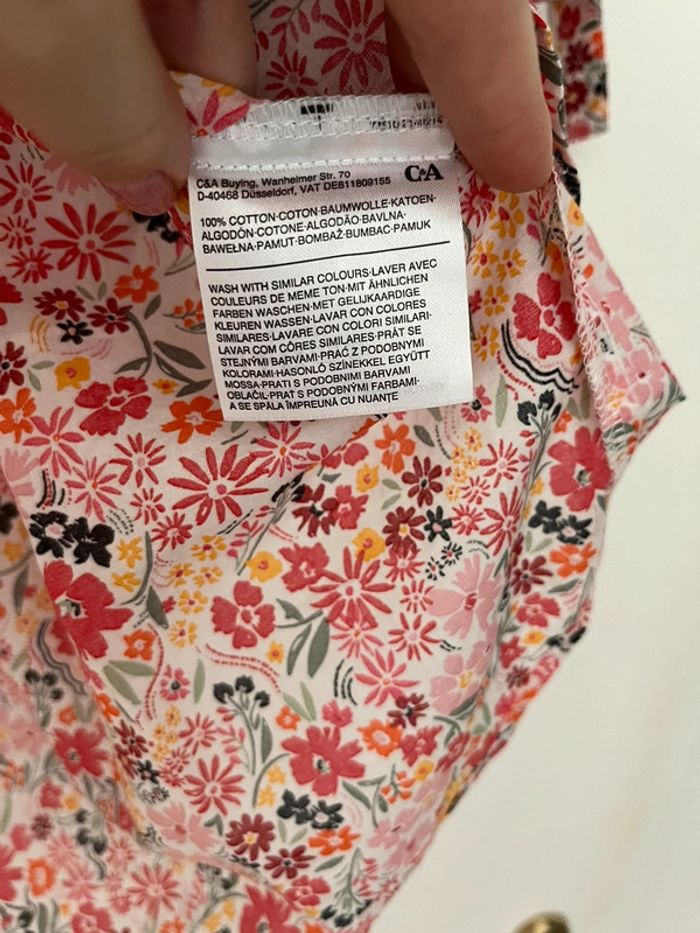 C&A Buying, Wanheimer Str. 70
D-40468 Düsseldorf, VAT DE811809155
C&A
100% COTTON·COTON·BAUMWOLLE·KATOEN·
ALGODÓN·COTONE·ALGODÃO·BAVLNA·
BAWEŁNA·PAMUT·BOMBAŽ·BUMBAC·PAMUK
WASH WITH SIMILAR COLOURS·LAVER AVEC
COULEURS DE MEME TON·MIT ÄHNLICHEN
FARBEN WASCHEN·MET GELIJKAARDIGE
KLEUREN WASSEN·LAVAR CON COLORES
SIMILARES·LAVARE CON COLORI SIMILARI·
LAVAR COM CÔRES SIMILARES·PRÁT SE
STEJNÝMI BARVAMI·PRAĆ Z PODOBNYMI
KOLORAMI·HASONLÓ SZÍNEKKEL EGYÜTT
MOSSA·PRATI S PODOBNIMI BARVAMI
OBLAČIL·PRAŤ S PODOBNÝMI FARBAMI·
A SE SPĂLA ÎMPREUNĂ CU NUANȚE